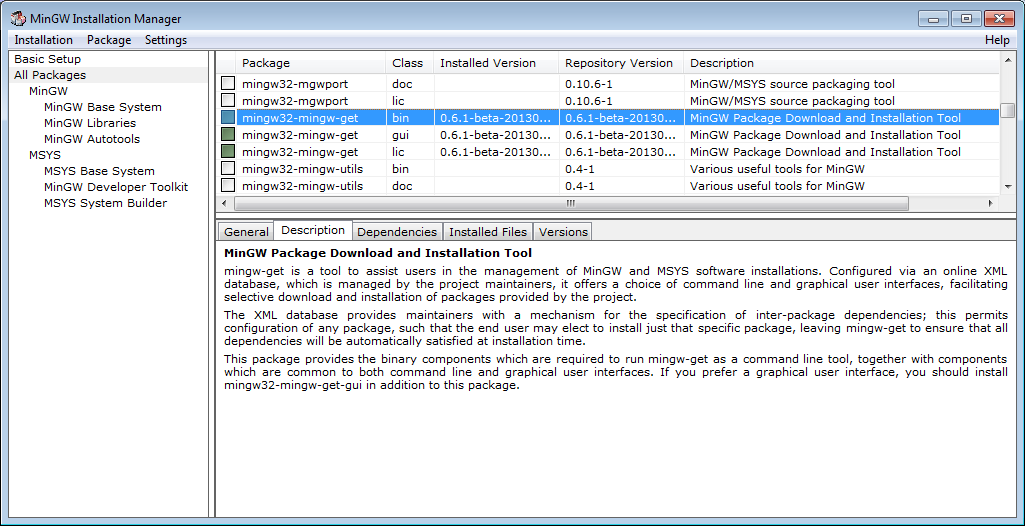 MinGW Installation Manager
Installation Package Settings Help
Basic Setup
All Packages
MinGW
MinGW Base System
MinGW Libraries
MinGW Autotools
MSYS
MSYS Base System
MinGW Developer Toolkit
MSYS System Builder
Package Class Installed Version Repository Version Description
mingw32-mgwport doc 0.10.6-1 MinGW/MSYS source packaging tool
mingw32-mgwport lic 0.10.6-1 MinGW/MSYS source packaging tool
mingw32-mingw-get bin 0.6.1-beta-20130... 0.6.1-beta-20130... MinGW Package Download and Installation Tool
mingw32-mingw-get gui 0.6.1-beta-20130... 0.6.1-beta-20130... MinGW Package Download and Installation Tool
mingw32-mingw-get lic 0.6.1-beta-20130... 0.6.1-beta-20130... MinGW Package Download and Installation Tool
mingw32-mingw-utils bin 0.4-1 Various useful tools for MinGW
mingw32-mingw-utils doc 0.4-1 Various useful tools for MinGW
General Description Dependencies Installed Files Versions
MinGW Package Download and Installation Tool
mingw-get is a tool to assist users in the management of MinGW and MSYS software installations. Configured via an online XML
database, which is managed by the project maintainers, it offers a choice of command line and graphical user interfaces, facilitating
selective download and installation of packages provided by the project.
The XML database provides maintainers with a mechanism for the specification of inter-package dependencies; this permits
configuration of any package, such that the end user may elect to install just that specific package, leaving mingw-get to ensure that all
dependencies will be automatically satisfied at installation time.
This package provides the binary components which are required to run mingw-get as a command line tool, together with components
which are common to both command line and graphical user interfaces. If you prefer a graphical user interface, you should install
mingw32-mingw-get-gui in addition to this package.